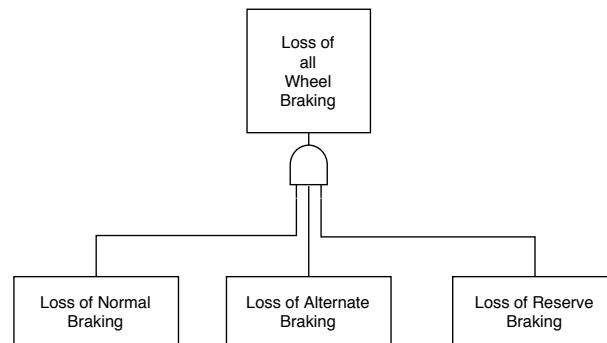 Loss of
all
Wheel
Braking
Loss of Normal
Braking
Loss of Alternate
Braking
Loss of Reserve
Braking